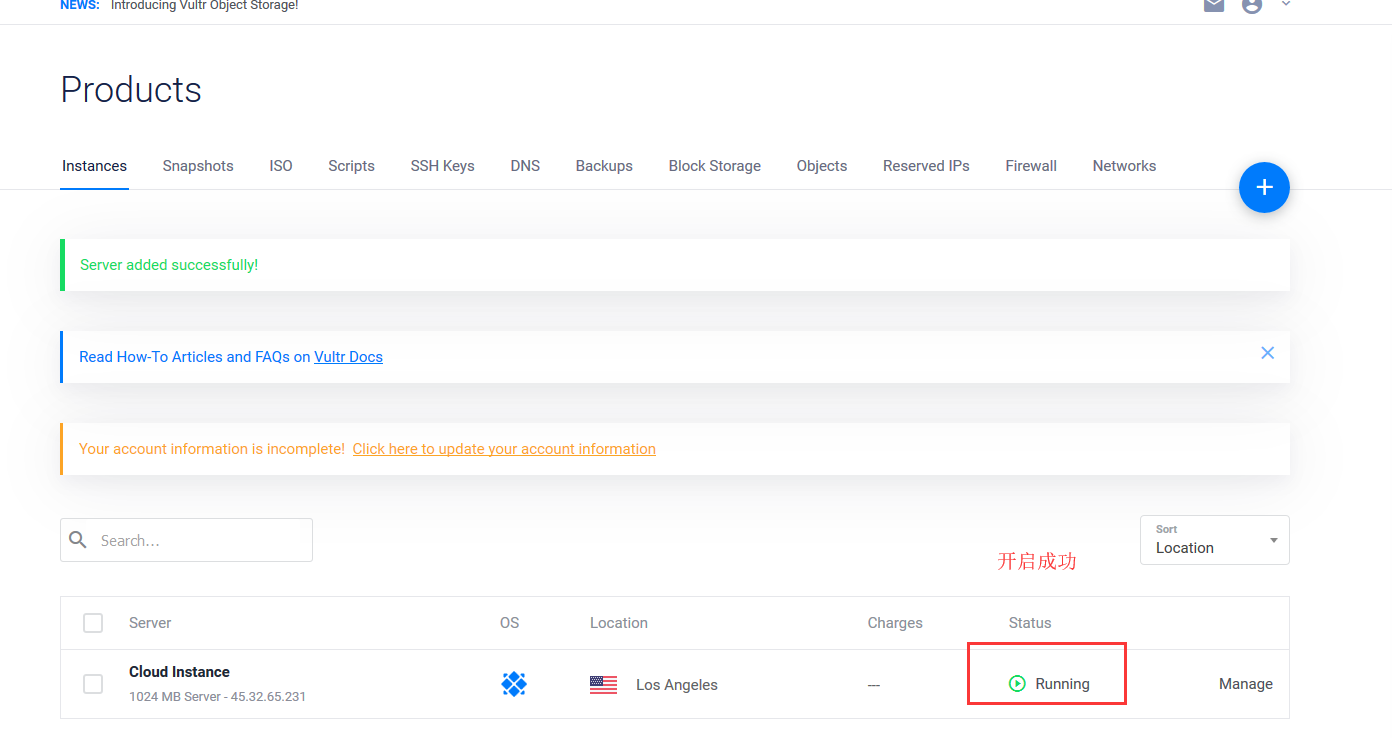 NEWS: Introducing Vultr Object Storage!
Products
Instances Snapshots ISO Scripts SSH Keys DNS Backups Block Storage Objects Reserved IPs Firewall Networks
Server added successfully!
Read How-To Articles and FAQs on Vultr Docs
Your account information is incomplete! Click here to update your account information
Search...
Sort
Location
开启成功
Server OS Location Charges Status
Cloud Instance
1024 MB Server - 45.32.65.231
Los Angeles --- Running Manage